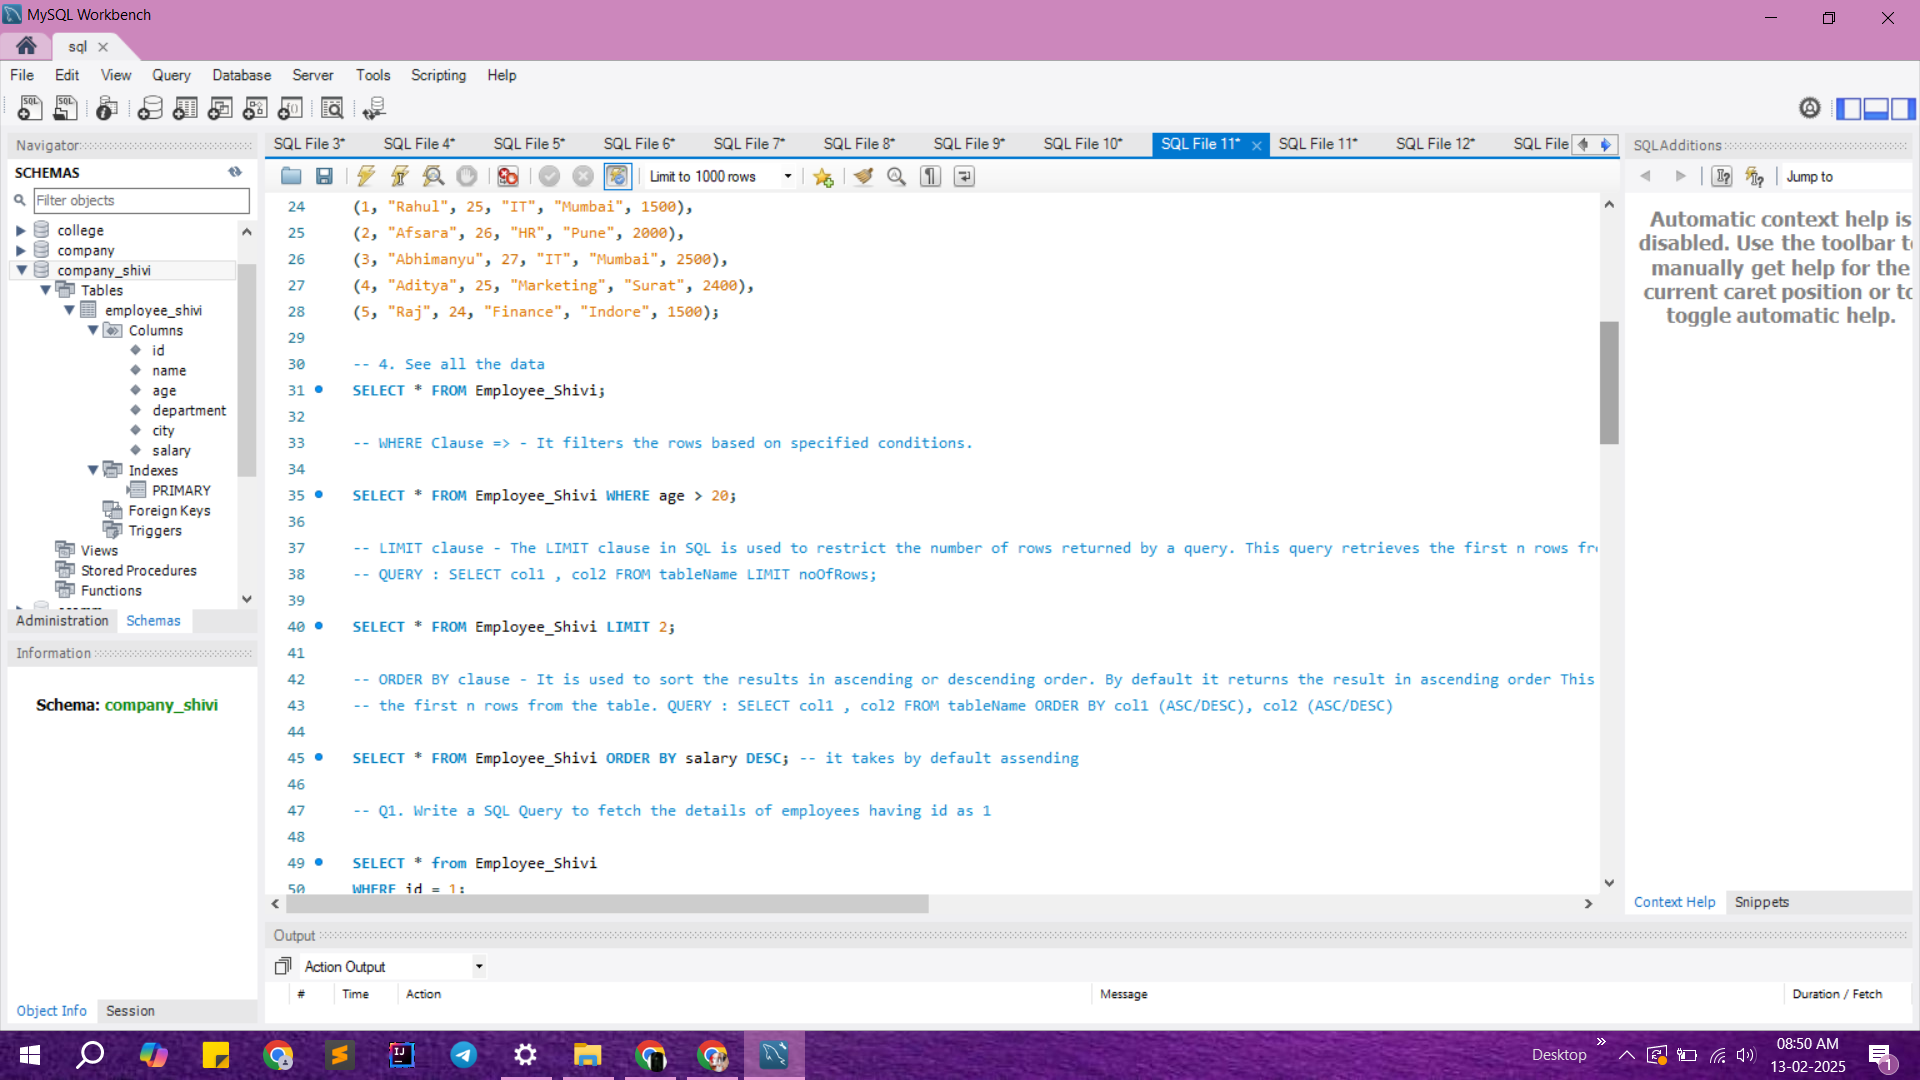 MySQL Workbench
sql
File Edit View Query Database Server Tools Scripting Help
Navigator
SCHEMAS
Filter objects
college
company
company_shivi
Tables
employee_shivi
Columns
id
name
age
department
city
salary
Indexes
PRIMARY
Foreign Keys
Triggers
Views
Stored Procedures
Functions
Administration Schemas
Information
Schema: company_shivi
Object Info Session
SQL File 3* SQL File 4* SQL File 5* SQL File 6* SQL File 7* SQL File 8* SQL File 9* SQL File 10* SQL File 11* SQL File 11* SQL File 12* SQL File
Limit to 1000 rows
24 (1, "Rahul", 25, "IT", "Mumbai", 1500),
25 (2, "Afsara", 26, "HR", "Pune", 2000),
26 (3, "Abhimanyu", 27, "IT", "Mumbai", 2500),
27 (4, "Aditya", 25, "Marketing", "Surat", 2400),
28 (5, "Raj", 24, "Finance", "Indore", 1500);
29
30 -- 4. See all the data
31 SELECT * FROM Employee_Shivi;
32
33 -- WHERE Clause => - It filters the rows based on specified conditions.
34
35 SELECT * FROM Employee_Shivi WHERE age > 20;
36
37 -- LIMIT clause - The LIMIT clause in SQL is used to restrict the number of rows returned by a query. This query retrieves the first n rows
38 -- QUERY : SELECT col1 , col2 FROM tableName LIMIT noOfRows;
39
40 SELECT * FROM Employee_Shivi LIMIT 2;
41
42 -- ORDER BY clause - It is used to sort the results in ascending or descending order. By default it returns the result in ascending order This
43 -- the first n rows from the table. QUERY : SELECT col1 , col2 FROM tableName ORDER BY col1 (ASC/DESC), col2 (ASC/DESC)
44
45 SELECT * FROM Employee_Shivi ORDER BY salary DESC; -- it takes by default assending
46
47 -- Q1. Write a SQL Query to fetch the details of employees having id as 1
48
49 SELECT * from Employee_Shivi
50 WHERE id = 1;
SQLAdditions
Jump to
Automatic context help is
disabled. Use the toolbar
manually get help for the
current caret position or
toggle automatic help.
Context Help Snippets
Output
Action Output
# Time Action Message Duration / Fetch
Desktop
08:50 AM
13-02-2025
1